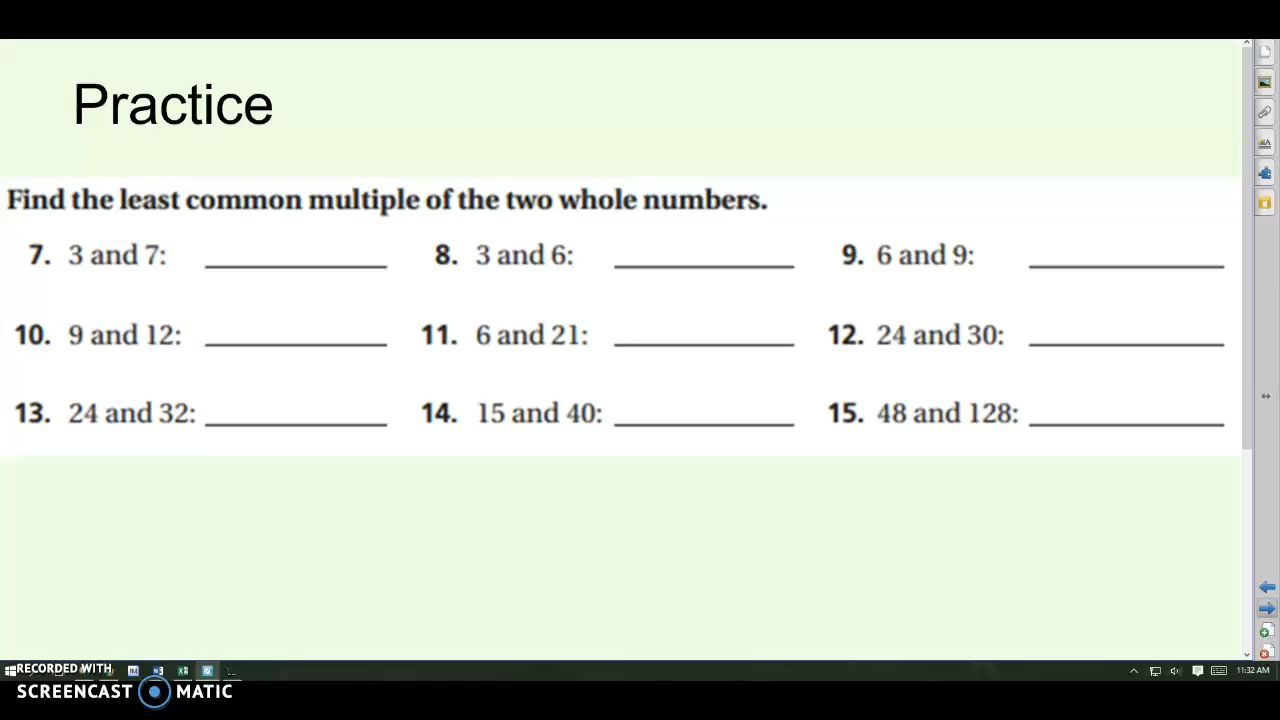 Practice
Find the least common multiple of the two whole numbers.
7. 3 and 7: 8. 3 and 6: 9. 6 and 9:
10. 9 and 12: 11. 6 and 21: 12. 24 and 30:
13. 24 and 32: 14. 15 and 40: 15. 48 and 128:
RECORDED WITH
11:32 AM
SCREENCAST MATIC